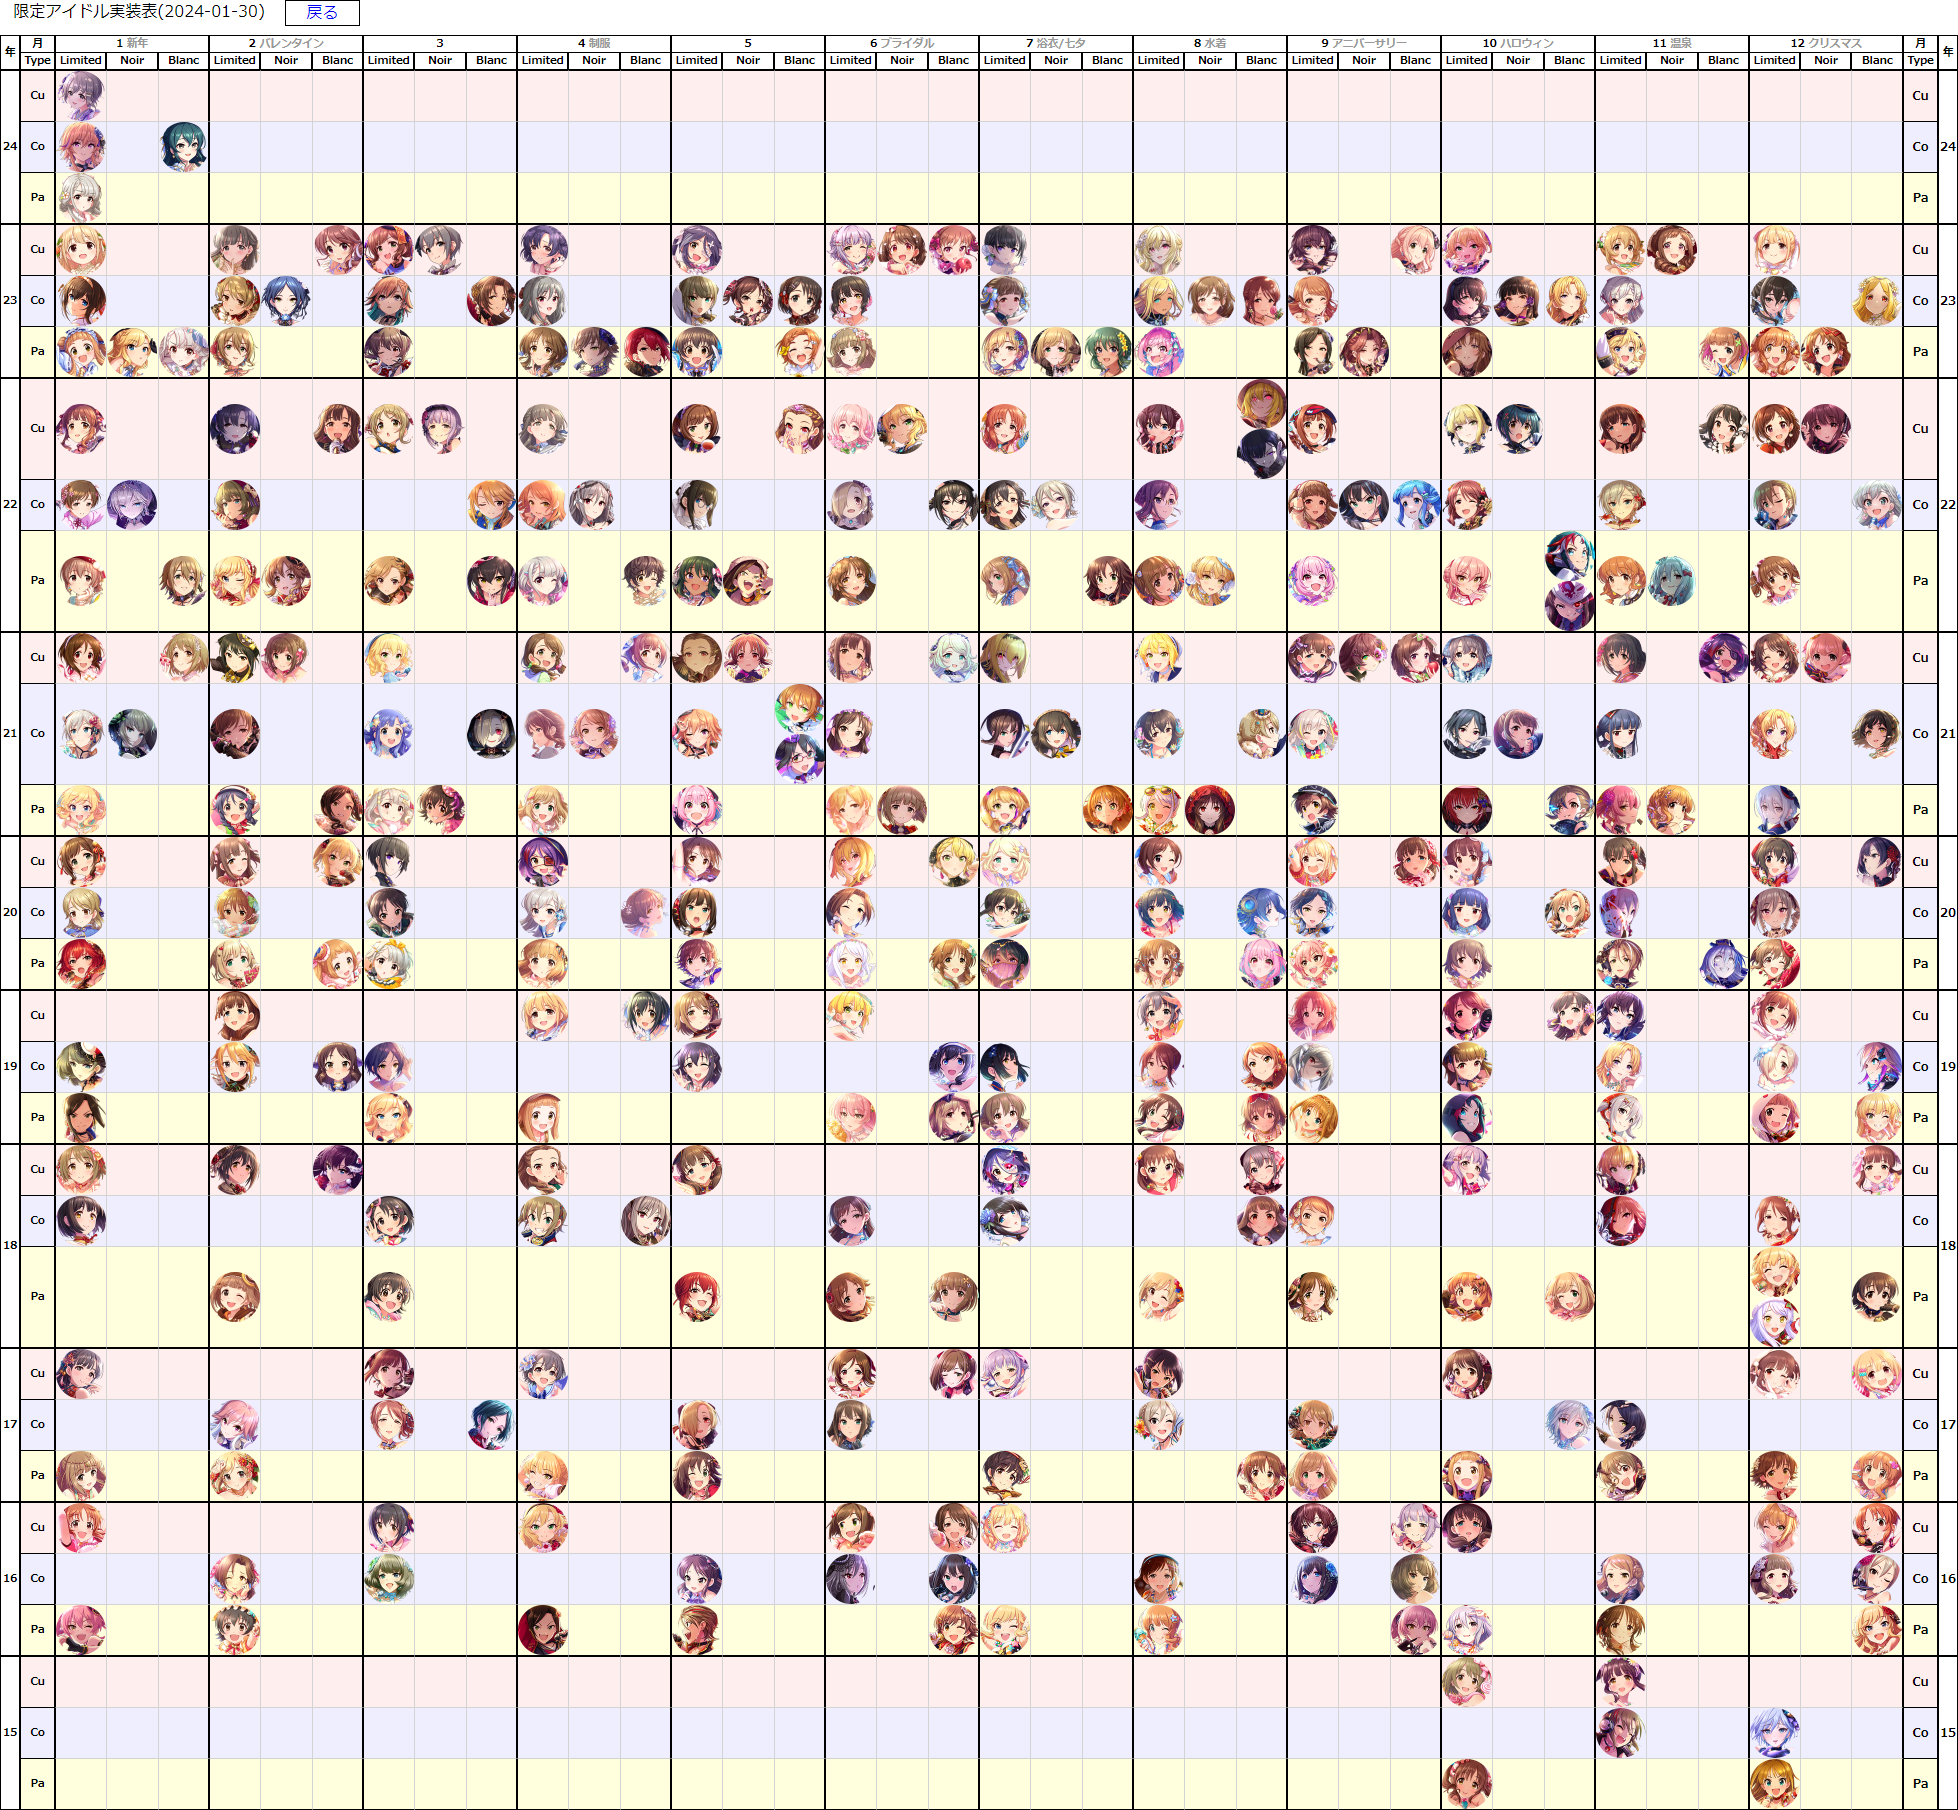 限定アイドル実装表(2024-01-30) 戻る
年 月 1 新年 2 バレンタイン 3 4 制服 5 6 ブライダル 7 浴衣/七夕 8 水着 9 アニバーサリー 10 ハロウィン 11 温泉 12 クリスマス 月 年
Type Limited Noir Blanc Limited Noir Blanc Limited Noir Blanc Limited Noir Blanc Limited Noir Blanc Limited Noir Blanc Limited Noir Blanc Limited Noir Blanc Limited Noir Blanc Limited Noir Blanc Limited Noir Blanc Limited Noir Blanc Type
Cu Cu
24 Co Co 24
Pa Pa
Cu Cu
23 Co Co 23
Pa Pa
Cu Cu
22 Co Co 22
Pa Pa
Cu Cu
21 Co Co 21
Pa Pa
Cu Cu
20 Co Co 20
Pa Pa
Cu Cu
19 Co Co 19
Pa Pa
Cu Cu
Co Co
18 18
Pa Pa
Cu Cu
17 Co Co 17
Pa Pa
Cu Cu
16 Co Co 16
Pa Pa
Cu Cu
15 Co Co 15
Pa Pa